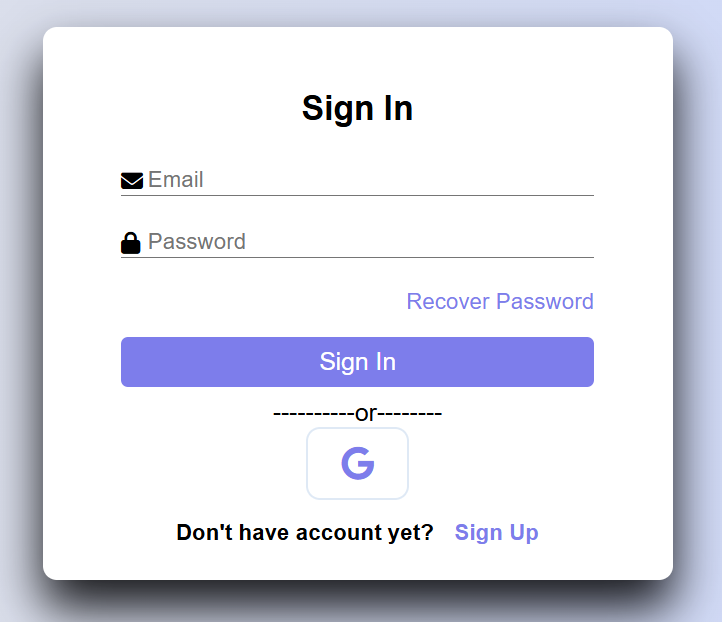 Sign In
Email
Password
Recover Password
Sign In
----------or--------
G
Don't have account yet? Sign Up